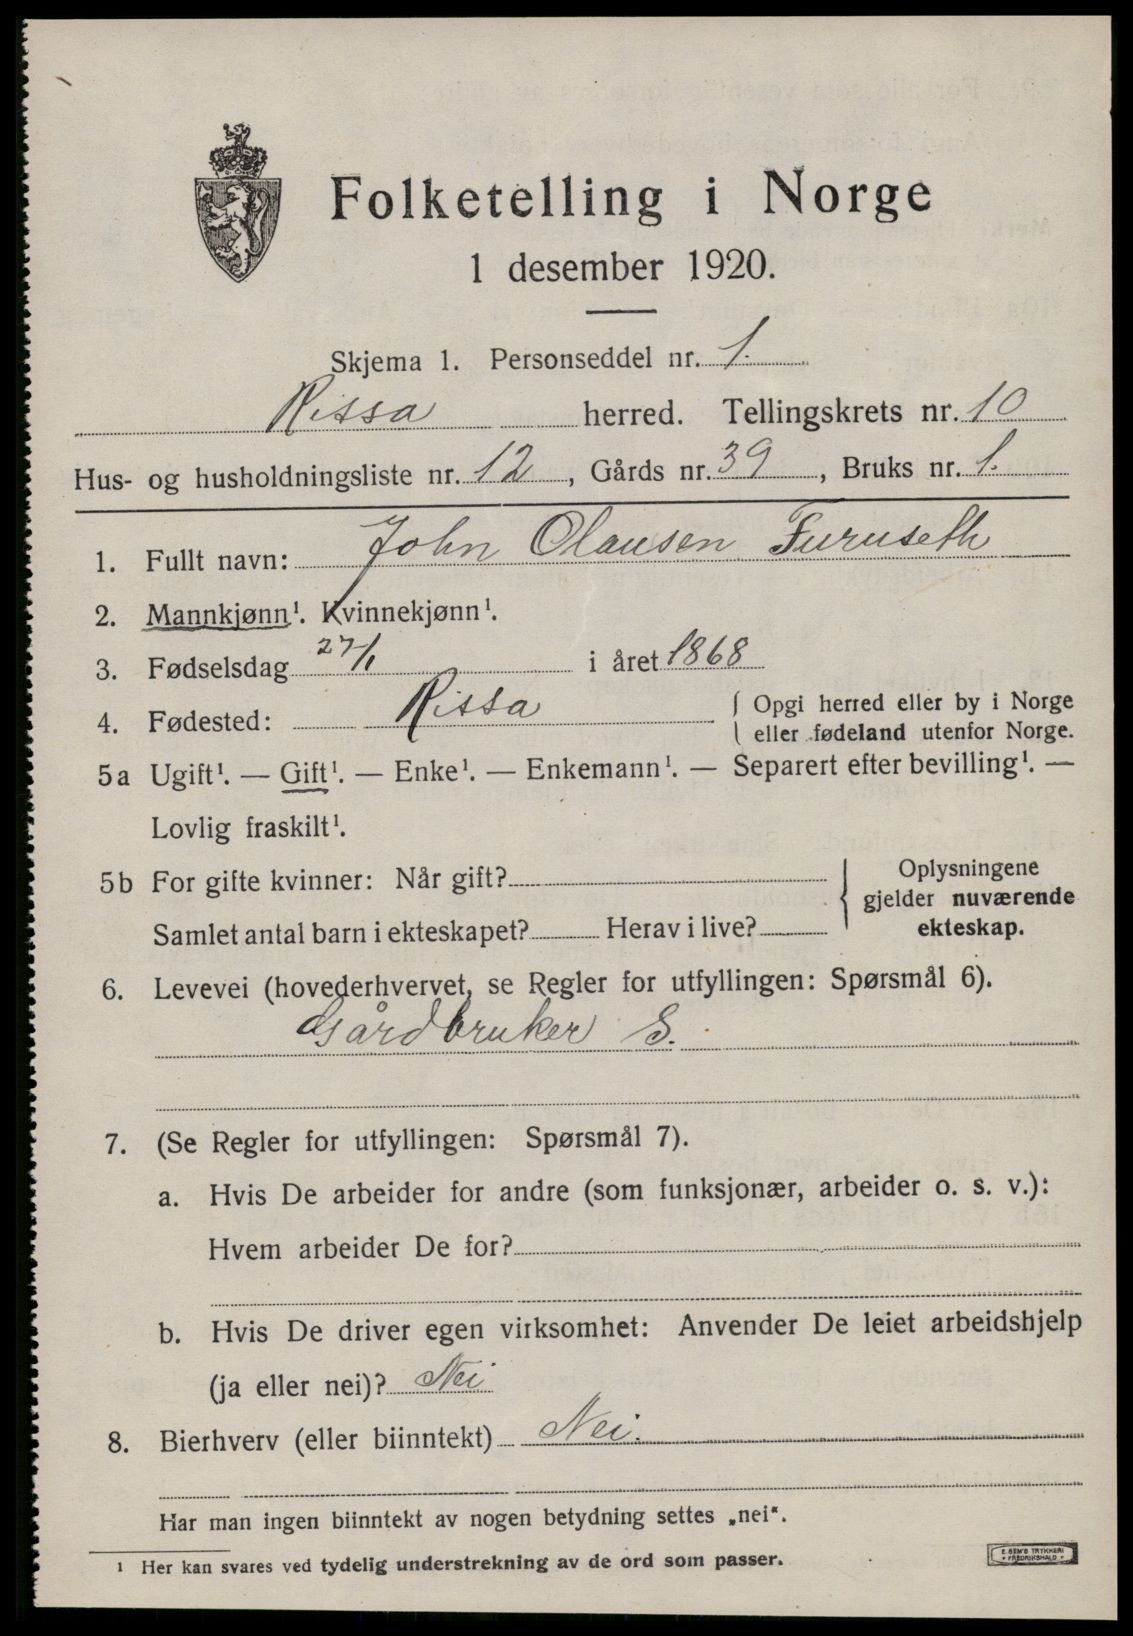 Folketelling i Norge
1 desember 1920.
Skjema 1. Personseddel nr. 1.
Rissa herred. Tellingskrets nr. 10
Hus- og husholdningsliste nr. 12, Gårds nr. 39, Bruks nr. 1.
1. Fullt navn: John Olausen Furuseth
2. Mannkjønn¹. Kvinnekjønn¹.
3. Fødselsdag 27/1 i året 1868
4. Fødested: Rissa { Opgi herred eller by i Norge
eller fødeland utenfor Norge.
5a Ugift¹. — Gift¹. — Enke¹. — Enkemann¹. — Separert efter bevilling¹. —
Lovlig fraskilt¹.
5b For gifte kvinner: Når gift? } Oplysningene
gjelder nuværende
Samlet antal barn i ekteskapet? Herav i live? ekteskap.
6. Levevei (hovederhvervet, se Regler for utfyllingen: Spørsmål 6).
Gårdbruker S.
7. (Se Regler for utfyllingen: Spørsmål 7).
a. Hvis De arbeider for andre (som funksjonær, arbeider o. s. v.):
Hvem arbeider De for?
b. Hvis De driver egen virksomhet: Anvender De leiet arbeidshjelp
(ja eller nei)? Nei
8. Bierhverv (eller biinntekt) Nei.
Har man ingen biinntekt av nogen betydning settes „nei“.
¹ Her kan svares ved tydelig understrekning av de ord som passer.
E. SEM'S TRYKKERI
• FREDRIKSHALD •